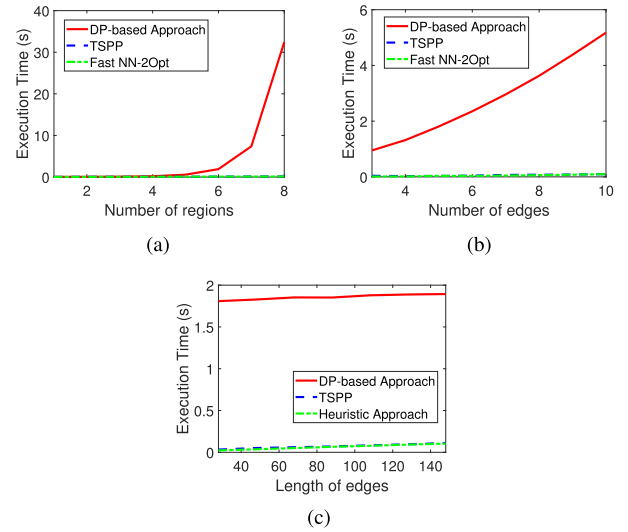 40
30
20
10
0
Execution Time (s)
DP-based Approach
TSPP
Fast NN-2Opt
2 4 6 8
Number of regions
(a)
6
4
2
0
Execution Time (s)
DP-based Approach
TSPP
Fast NN-2Opt
4 6 8 10
Number of edges
(b)
2
1.5
1
0.5
0
Execution Time (s)
DP-based Approach
TSPP
Heuristic Approach
40 60 80 100 120 140
Length of edges
(c)